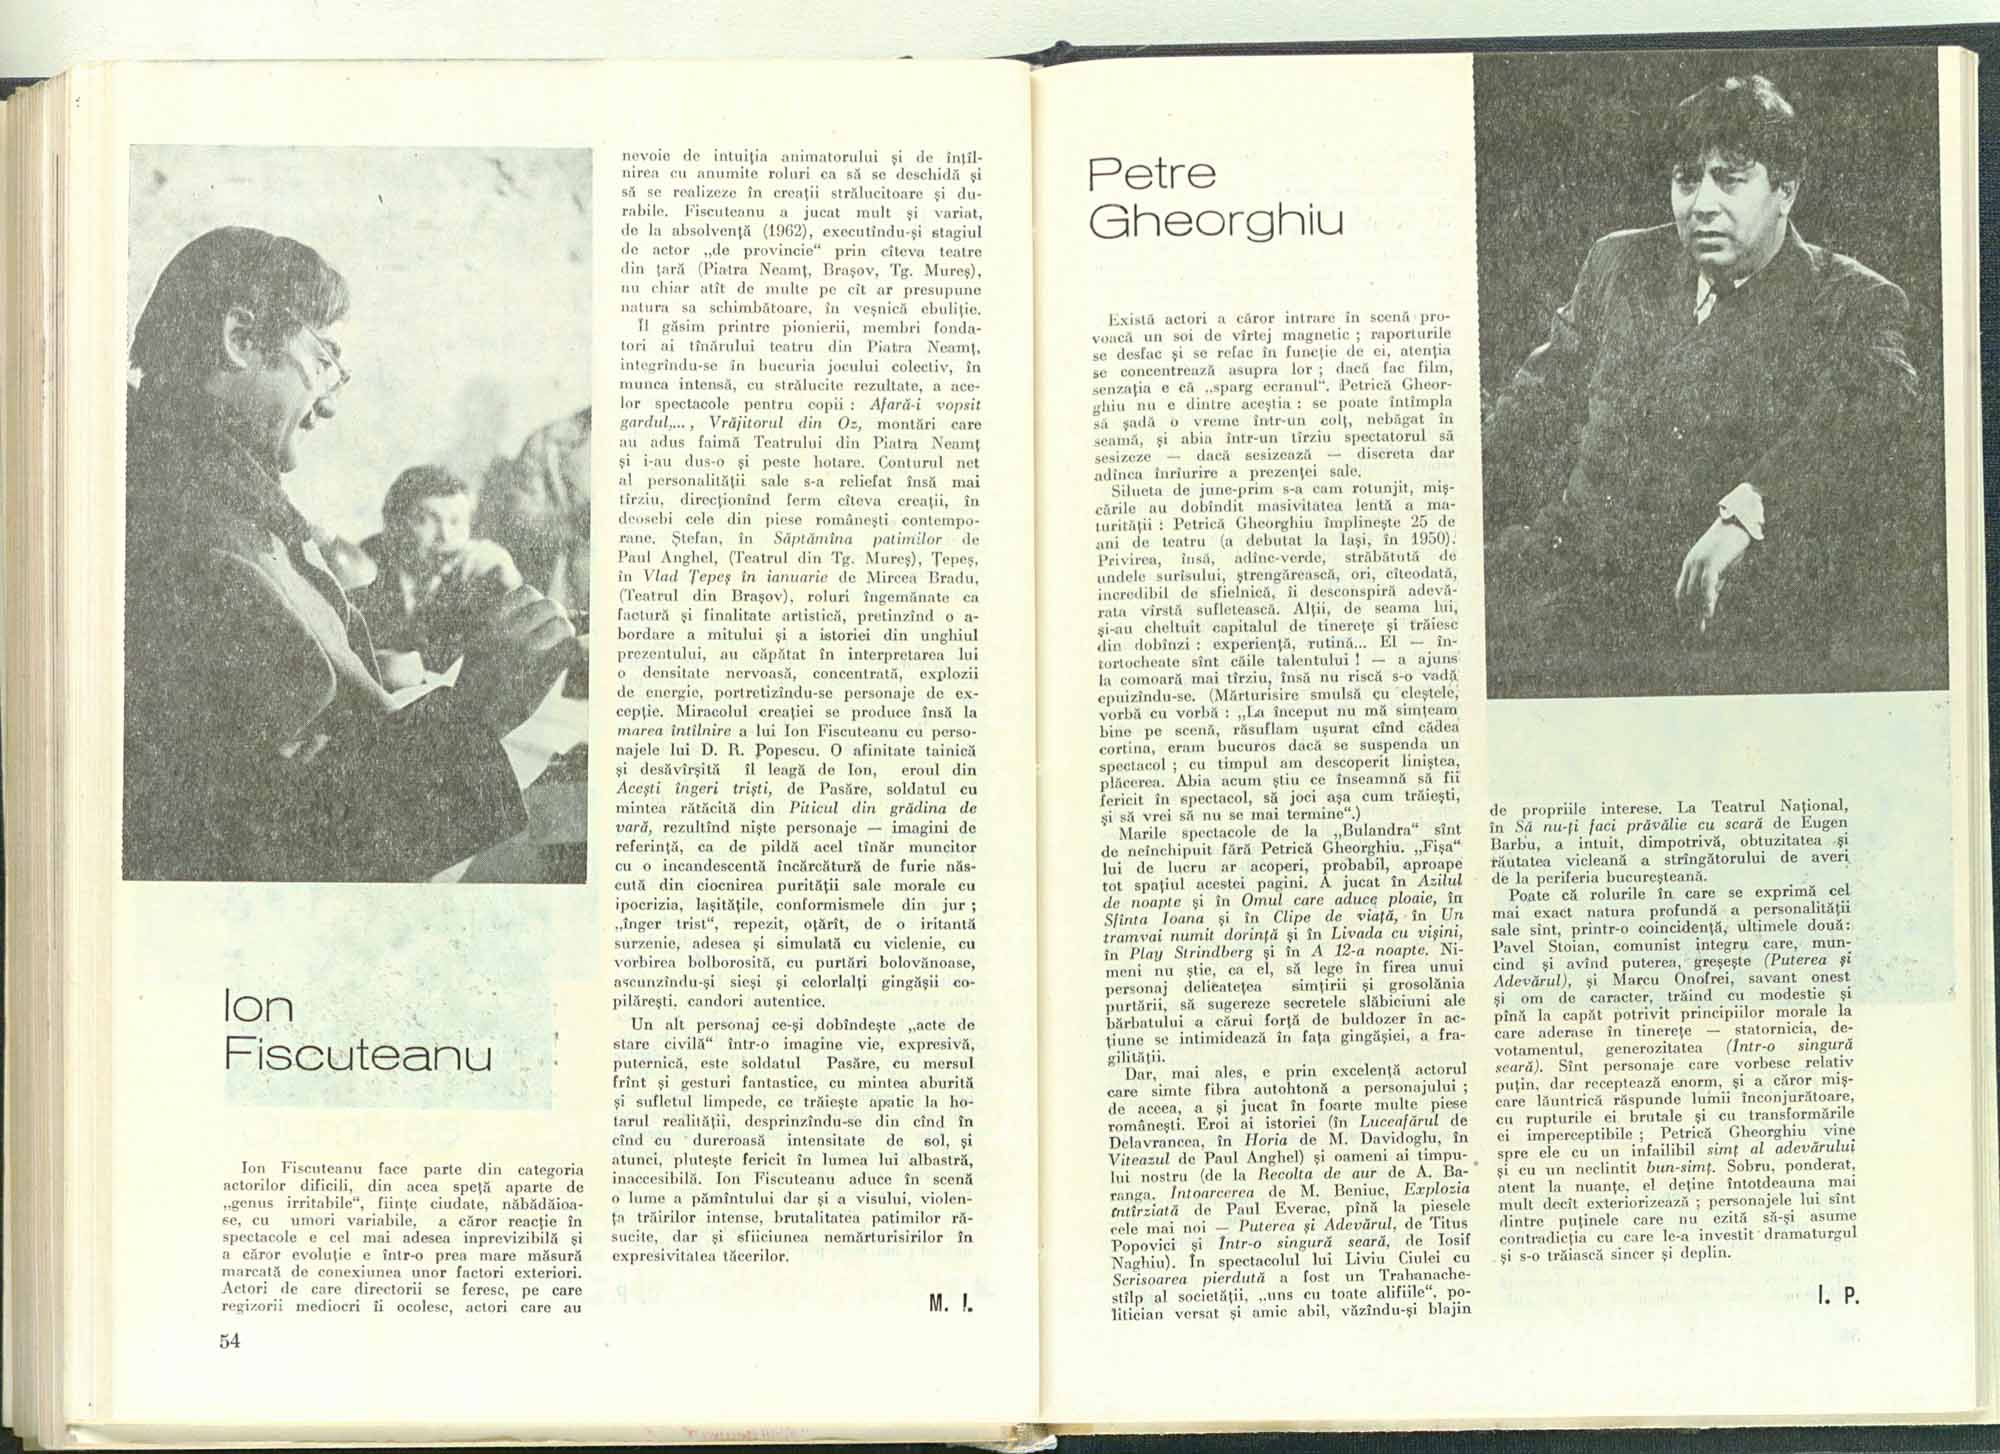 Ion
Fiscuteanu
Ion Fiscuteanu face parte din categoria
actorilor dificili, din acea speță aparte de
„genus irritabile“, ființe ciudate, năbădăioa-
se, cu umori variabile, a căror reacție în
spectacole e cel mai adesea inprevizibilă și
a căror evoluție e într-o prea mare măsură
marcată de conexiunea unor factori exteriori.
Actori de care directorii se feresc, pe care
regizorii mediocri îi ocolesc, actori care au
54
nevoie de intuiția animatorului și de întîl-
nirea cu anumite roluri ca să se deschidă și
să se realizeze în creații strălucitoare și du-
rabile. Fiscuteanu a jucat mult și variat,
de la absolvență (1962), executîndu-și stagiul
de actor „de provincie“ prin cîteva teatre
din țară (Piatra Neamț, Brașov, Tg. Mureș),
nu chiar atît de multe pe cît ar presupune
natura sa schimbătoare, în veșnică ebuliție.
Îl găsim printre pionierii, membri fonda-
tori ai tînărului teatru din Piatra Neamț,
integrîndu-se în bucuria jocului colectiv, în
munca intensă, cu strălucite rezultate, a ace-
lor spectacole pentru copii : Afară-i vopsit
gardul,... , Vrăjitorul din Oz, montări care
au adus faimă Teatrului din Piatra Neamț
și i-au dus-o și peste hotare. Conturul net
al personalității sale s-a reliefat însă mai
tîrziu, direcționînd ferm cîteva creații, în
deosebi cele din piese românești contempo-
rane. Ștefan, în Săptămîna patimilor de
Paul Anghel, (Teatrul din Tg. Mureș), Țepeș,
în Vlad Țepeș în ianuarie de Mircea Bradu,
(Teatrul din Brașov), roluri îngemănate ca
factură și finalitate artistică, pretinzînd o a-
bordare a mitului și a istoriei din unghiul
prezentului, au căpătat în interpretarea lui
o densitate nervoasă, concentrată, explozii
de energie, portretizîndu-se personaje de ex-
cepție. Miracolul creației se produce însă la
marea întîlnire a lui Ion Fiscuteanu cu perso-
najele lui D. R. Popescu. O afinitate tainică
și desăvîrșită îl leagă de Ion, eroul din
Acești îngeri triști, de Pasăre, soldatul cu
mintea rătăcită din Piticul din grădina de
vară, rezultînd niște personaje — imagini de
referință, ca de pildă acel tînăr muncitor
cu o incandescentă încărcătură de furie năs-
cută din ciocnirea purității sale morale cu
ipocrizia, lașitățile, conformismele din jur ;
„înger trist“, repezit, oțărît, de o iritantă
surzenie, adesea și simulată cu viclenie, cu
vorbirea bolborosită, cu purtări bolovănoase,
ascunzîndu-și sieși și celorlalți gingășii co-
pilărești, candori autentice.
Un alt personaj ce-și dobîndește „acte de
stare civilă“ într-o imagine vie, expresivă,
puternică, este soldatul Pasăre, cu mersul
frînt și gesturi fantastice, cu mintea aburită
și sufletul limpede, ce trăiește apatic la ho-
tarul realității, desprinzîndu-se din cînd în
cînd cu dureroasă intensitate de sol, și
atunci, plutește fericit în lumea lui albastră,
inaccesibilă. Ion Fiscuteanu aduce în scenă
o lume a pămîntului dar și a visului, violen-
ța trăirilor intense, brutalitatea patimilor ră-
sucite, dar și sfiiciunea nemărturisirilor în
expresivitatea tăcerilor.
M. I.
Petre
Gheorghiu
Există actori a căror intrare în scenă pro-
voacă un soi de vîrtej magnetic ; raporturile
se desfac și se refac în funcție de ei, atenția
se concentrează asupra lor ; dacă fac film,
senzația e că „sparg ecranul“. Petrică Gheor-
ghiu nu e dintre aceștia : se poate întîmpla
să șadă o vreme într-un colț, nebăgat în
seamă, și abia într-un tîrziu spectatorul să
sesizeze — dacă sesizează — discreta dar
adînca înrîurire a prezenței sale.
Silueta de june-prim s-a cam rotunjit, miș-
cările au dobîndit masivitatea lentă a ma-
turității : Petrică Gheorghiu împlinește 25 de
ani de teatru (a debutat la Iași, în 1950).
Privirea, însă, adînc-verde, străbătută de
undele surîsului, ștrengărească, ori, cîteodată,
incredibil de sfielnică, îi desconspiră adevă-
rata vîrstă sufletească. Alții, de seama lui,
și-au cheltuit capitalul de tinerețe și trăiesc
din dobînzi : experiență, rutină... El — în-
tortocheate sînt căile talentului ! — a ajuns
la comoară mai tîrziu, însă nu riscă s-o vadă
epuizîndu-se. (Mărturisire smulsă cu cleștele,
vorbă cu vorbă : „La început nu mă simțeam
bine pe scenă, răsuflam ușurat cînd cădea
cortina, eram bucuros dacă se suspenda un
spectacol ; cu timpul am descoperit liniștea,
plăcerea. Abia acum știu ce înseamnă să fii
fericit în spectacol, să joci așa cum trăiești,
și să vrei să nu se mai termine“.)
Marile spectacole de la „Bulandra“ sînt
de neînchipuit fără Petrică Gheorghiu. „Fișa“
lui de lucru ar acoperi, probabil, aproape
tot spațiul acestei pagini. A jucat în Azilul
de noapte și în Omul care aduce ploaie, în
Sfînta Ioana și în Clipe de viață, în Un
tramvai numit dorință și în Livada cu vișini,
în Play Strindberg și în A 12-a noapte. Ni-
meni nu știe, ca el, să lege în firea unui
personaj delicatețea simțirii și grosolănia
purtării, să sugereze secretele slăbiciuni ale
bărbatului a cărui forță de buldozer în ac-
țiune se intimidează în fața gingășiei, a fra-
gilității.
Dar, mai ales, e prin excelență actorul
care simte fibra autohtonă a personajului ;
de aceea, a și jucat în foarte multe piese
românești. Eroi ai istoriei (în Luceafărul de
Delavrancea, în Horia de M. Davidoglu, în
Viteazul de Paul Anghel) și oameni ai timpu-
lui nostru (de la Recolta de aur de A. Ba-
ranga, Intoarcerea de M. Beniuc, Explozia
întîrziată de Paul Everac, pînă la piesele
cele mai noi — Puterea și Adevărul, de Titus
Popovici și Într-o singură seară, de Iosif
Naghiu). În spectacolul lui Liviu Ciulei cu
Scrisoarea pierdută a fost un Trahanache-
stîlp al societății, „uns cu toate alifiile“, po-
litician versat și amic abil, văzîndu-și blajin
de propriile interese. La Teatrul Național,
în Să nu-ți faci prăvălie cu scară de Eugen
Barbu, a intuit, dimpotrivă, obtuzitatea și
răutatea vicleană a strîngătorului de averi
de la periferia bucureșteană.
Poate că rolurile în care se exprimă cel
mai exact natura profundă a personalității
sale sînt, printr-o coincidență, ultimele două:
Pavel Stoian, comunist integru care, mun-
cind și avînd puterea, greșește (Puterea și
Adevărul), și Marcu Onofrei, savant onest
și om de caracter, trăind cu modestie și
pînă la capăt potrivit principiilor morale la
care aderase în tinerețe — statornicia, de-
votamentul, generozitatea (Intr-o singură
seară). Sînt personaje care vorbesc relativ
puțin, dar receptează enorm, și a căror miș-
care lăuntrică răspunde lumii înconjurătoare,
cu rupturile ei brutale și cu transformările
ei imperceptibile ; Petrică Gheorghiu vine
spre ele cu un infailibil simț al adevărului
și cu un neclintit bun-simț. Sobru, ponderat,
atent la nuanțe, el deține întotdeauna mai
mult decît exteriorizează ; personajele lui sînt
dintre puținele care nu ezită să-și asume
contradicția cu care le-a investit dramaturgul
și s-o trăiască sincer și deplin.
I. P.